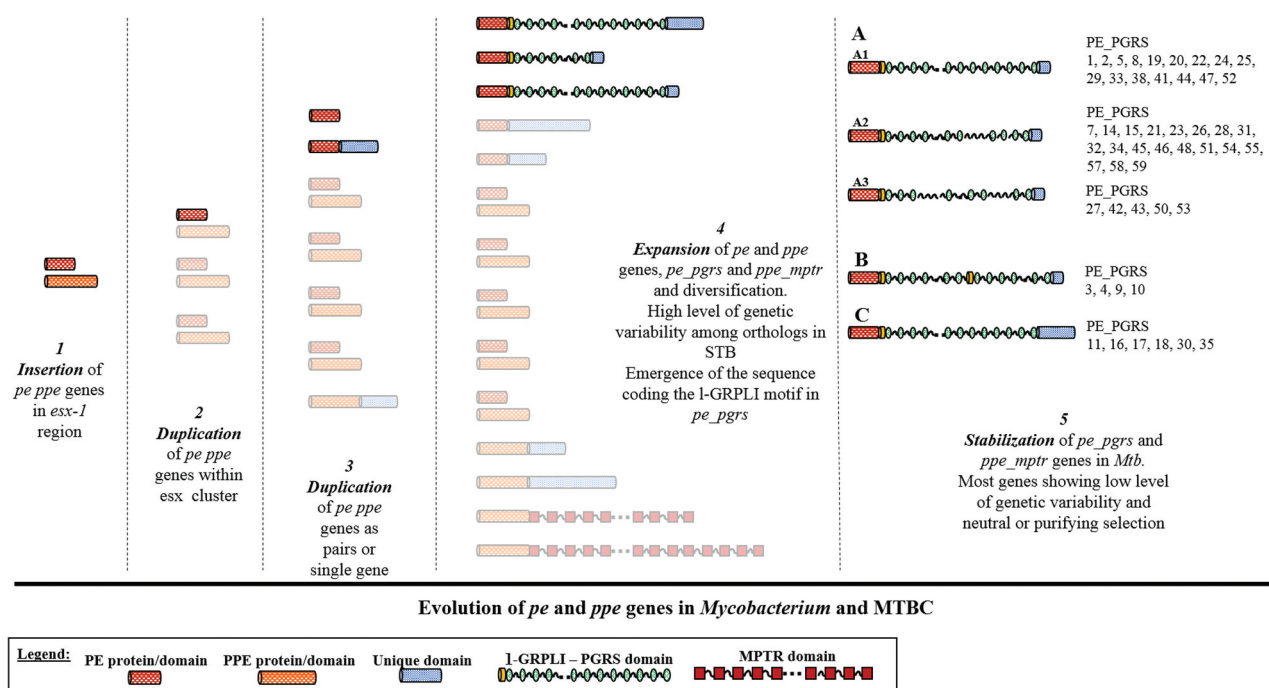 1
Insertion of
pe ppe genes
in esx-1
region
2
Duplication
of pe ppe
genes within
esx cluster
3
Duplication
of pe ppe
genes as
pairs or
single gene
4
Expansion of pe and ppe
genes, pe_pgrs and ppe_mptr
and diversification.
High level of genetic
variability among orthologs in
STB
Emergence of the sequence
coding the l-GRPLI motif in
pe_pgrs
A
A1
PE_PGRS
1, 2, 5, 8, 19, 20, 22, 24, 25,
29, 33, 38, 41, 44, 47, 52
A2
PE_PGRS
7, 14, 15, 21, 23, 26, 28, 31,
32, 34, 45, 46, 48, 51, 54, 55,
57, 58, 59
A3
PE_PGRS
27, 42, 43, 50, 53
B
PE_PGRS
3, 4, 9, 10
C
PE_PGRS
11, 16, 17, 18, 30, 35
5
Stabilization of pe_pgrs and
ppe_mptr genes in Mtb.
Most genes showing low level
of genetic variability and
neutral or purifying selection
Evolution of pe and ppe genes in Mycobacterium and MTBC
Legend:
PE protein/domain
PPE protein/domain
Unique domain
l-GRPLI – PGRS domain
MPTR domain